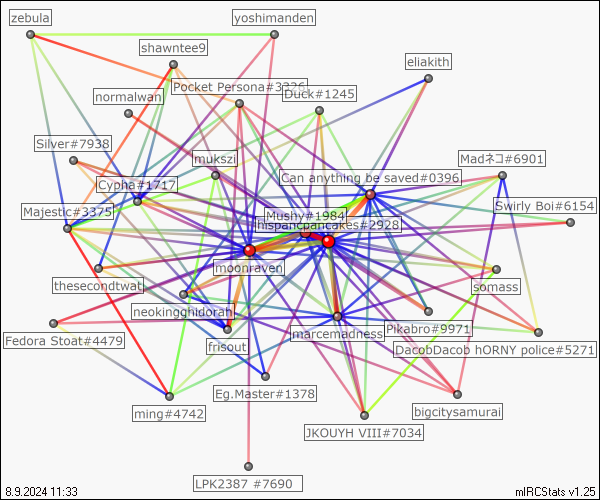 zebula
yoshimanden
shawntee9
eliakith
Pocket Persona#3326
normalwan
Duck#1245
Silver#7938
mukszi
Madネコ#6901
Cypha#1717
Can anything be saved#0396
Majestic#3375
Mushy#1984
Swirly Boi#6154
hispancpancakes#2928
moonraven
thesecondtwat
somass
neokingghidorah
Fedora Stoat#4479
frisout
marcemadness
Pikabro#9971
DacobDacob hORNY police#5271
Eg.Master#1378
ming#4742
bigcitysamurai
JKOUYH VIII#7034
LPK2387 #7690
8.9.2024 11:33
mIRCStats v1.25